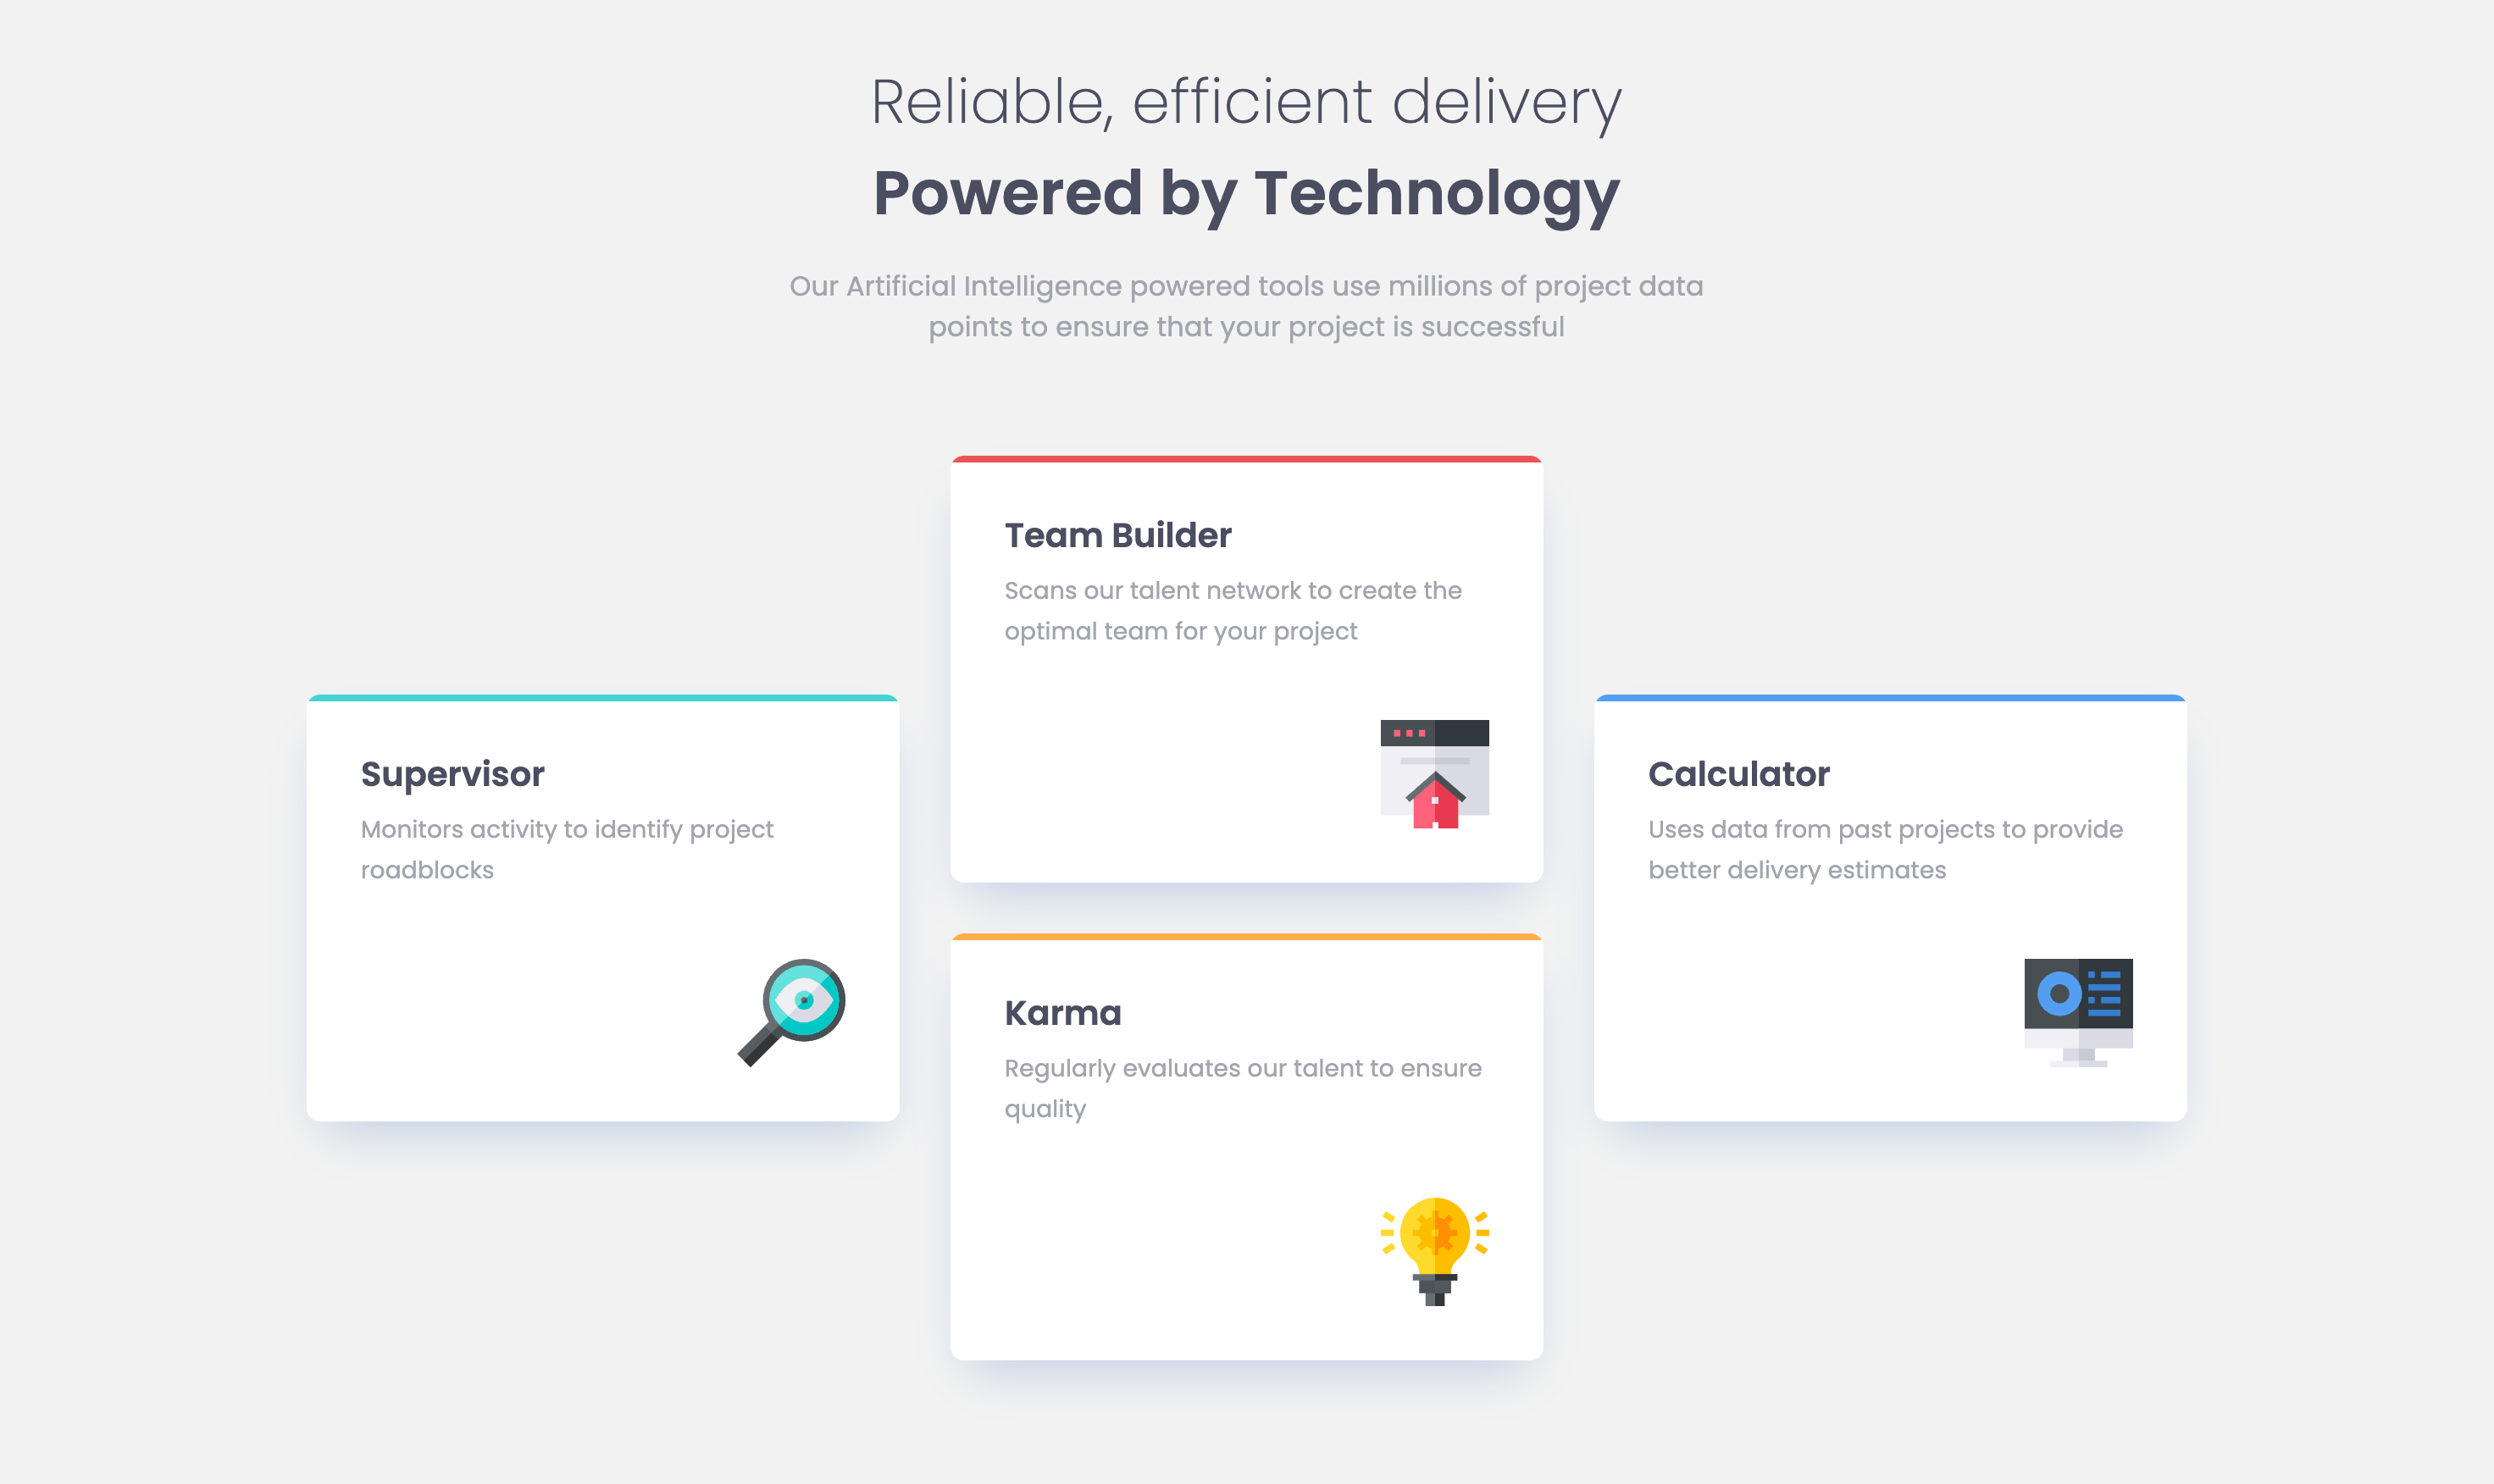 Reliable, efficient delivery
Powered by Technology
Our Artificial Intelligence powered tools use millions of project data
points to ensure that your project is successful
Supervisor
Monitors activity to identify project
roadblocks
Team Builder
Scans our talent network to create the
optimal team for your project
Karma
Regularly evaluates our talent to ensure
quality
Calculator
Uses data from past projects to provide
better delivery estimates